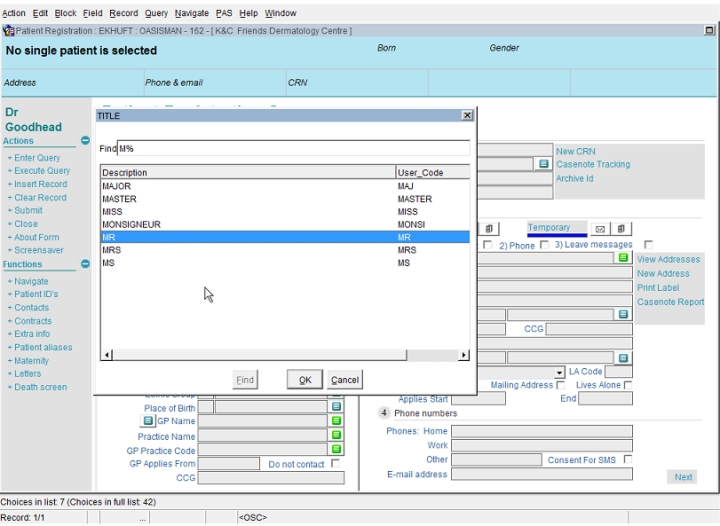 Action Edit Block Field Record Query Navigate PAS Help Window
Patient Registration : EKHUFT : OASISMAN - 162 - [ K&C Friends Dermatology Centre ]
No single patient is selected Born Gender
Address Phone & email CRN
Dr
Goodhead
Actions
+ Enter Query
+ Execute Query
+ Insert Record
+ Clear Record
+ Submit
+ Close
+ About Form
+ Screensaver
Functions
+ Navigate
+ Patient ID's
+ Contacts
+ Contracts
+ Extra info
+ Patient aliases
+ Maternity
+ Letters
+ Death screen
TITLE
Find M%
Description User_Code
MAJOR MAJ
MASTER MASTER
MISS MISS
MONSIGNEUR MONSI
MR MR
MRS MRS
MS MS
Find OK Cancel
New CRN
Casenote Tracking
Archive Id
Temporary
2) Phone 3) Leave messages
View Addresses
New Address
Print Label
Casenote Report
CCG
LA Code
Mailing Address Lives Alone
Applies Start End
Place of Birth
GP Name
Practice Name
GP Practice Code
GP Applies From Do not contact
CCG
4 Phone numbers
Phones: Home
Work
Other Consent For SMS
E-mail address
Next
Choices in list: 7 (Choices in full list: 42)
Record: 1/1 ... <OSC>